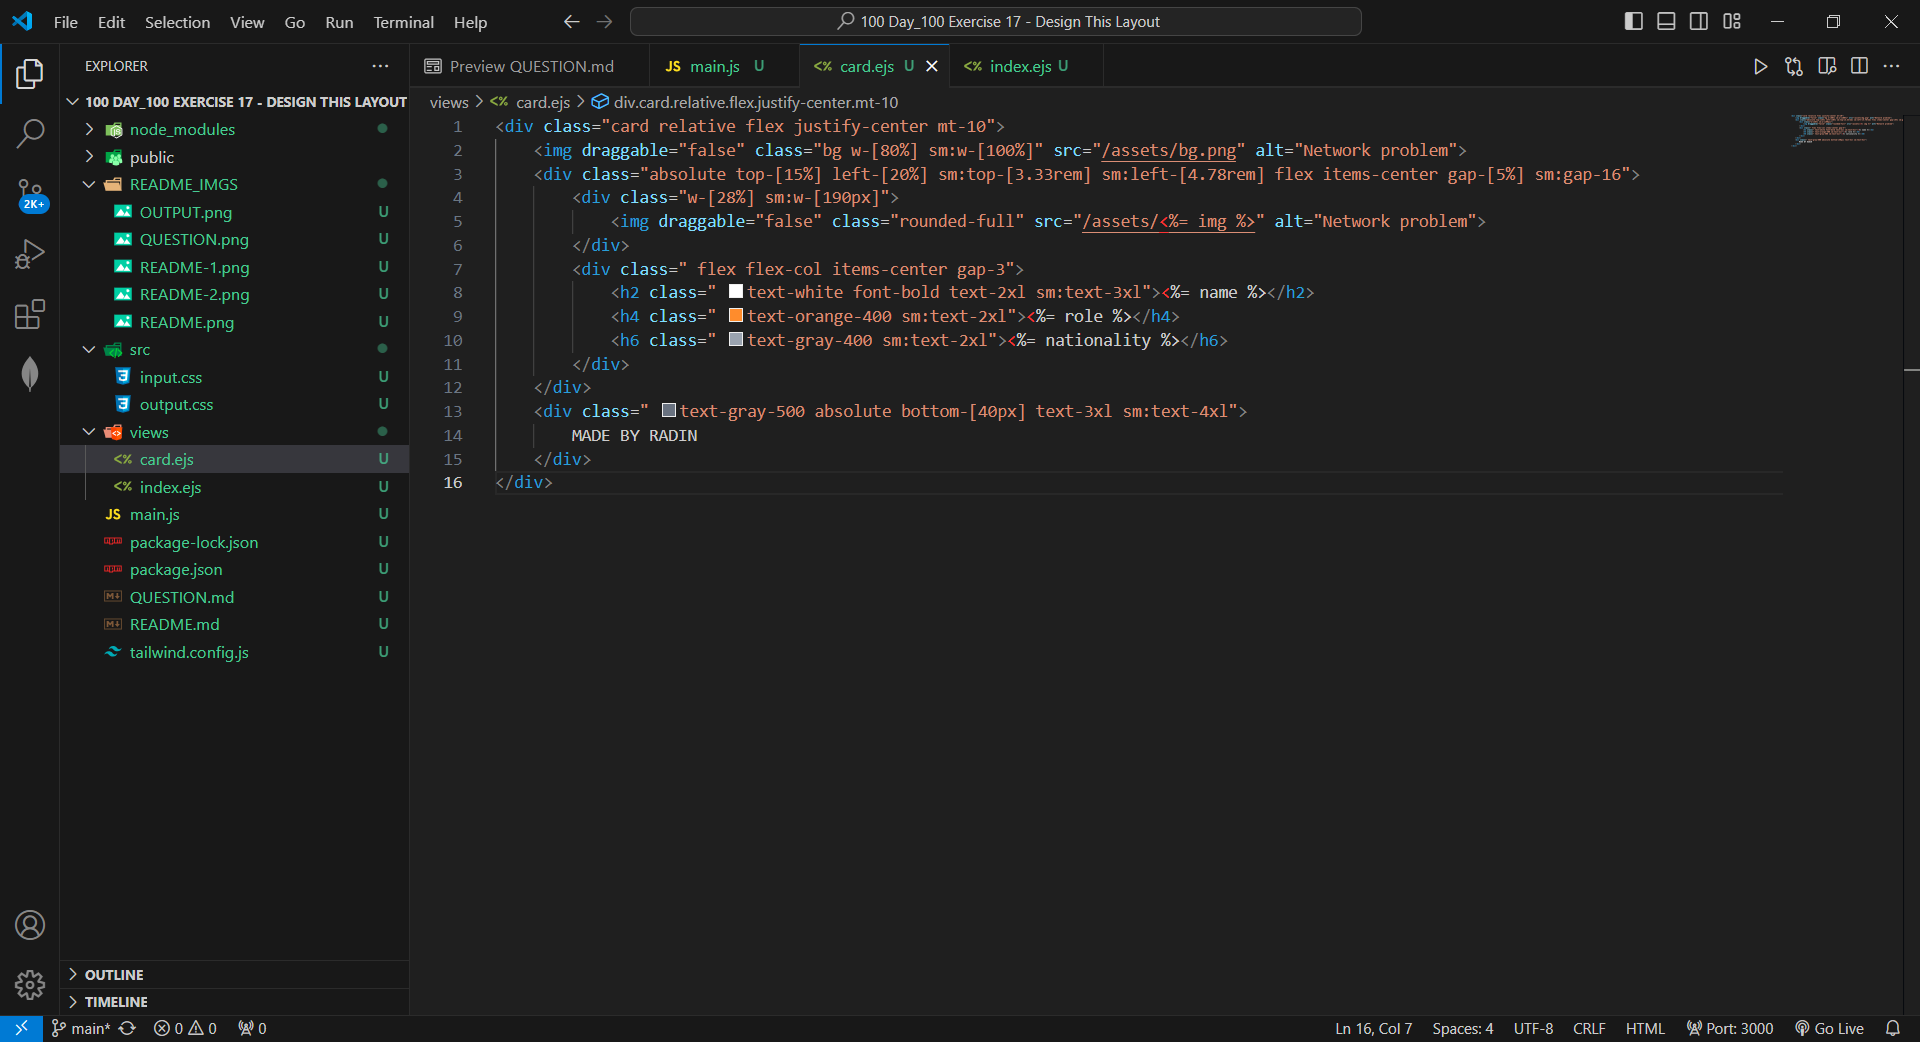 File Edit Selection View Go Run Terminal Help
100 Day_100 Exercise 17 - Design This Layout
EXPLORER
100 DAY_100 EXERCISE 17 - DESIGN THIS LAYOUT
node_modules
public
README_IMGS
OUTPUT.png U
QUESTION.png U
README-1.png U
README-2.png U
README.png U
src
input.css U
output.css U
views
card.ejs U
index.ejs U
JS main.js U
package-lock.json U
package.json U
QUESTION.md U
README.md U
tailwind.config.js U
OUTLINE
TIMELINE
2K+
Preview QUESTION.md JS main.js U <% card.ejs U <% index.ejs U
views > <% card.ejs > div.card.relative.flex.justify-center.mt-10
1 <div class="card relative flex justify-center mt-10">
2 <img draggable="false" class="bg w-[80%] sm:w-[100%]" src="/assets/bg.png" alt="Network problem">
3 <div class="absolute top-[15%] left-[20%] sm:top-[3.33rem] sm:left-[4.78rem] flex items-center gap-[5%] sm:gap-16">
4 <div class="w-[28%] sm:w-[190px]">
5 <img draggable="false" class="rounded-full" src="/assets/<%= img %>" alt="Network problem">
6 </div>
7 <div class=" flex flex-col items-center gap-3">
8 <h2 class=" text-white font-bold text-2xl sm:text-3xl"><%= name %></h2>
9 <h4 class=" text-orange-400 sm:text-2xl"><%= role %></h4>
10 <h6 class=" text-gray-400 sm:text-2xl"><%= nationality %></h6>
11 </div>
12 </div>
13 <div class=" text-gray-500 absolute bottom-[40px] text-3xl sm:text-4xl">
14 MADE BY RADIN
15 </div>
16 </div>
main* 0 0 0 Ln 16, Col 7 Spaces: 4 UTF-8 CRLF HTML Port: 3000 Go Live